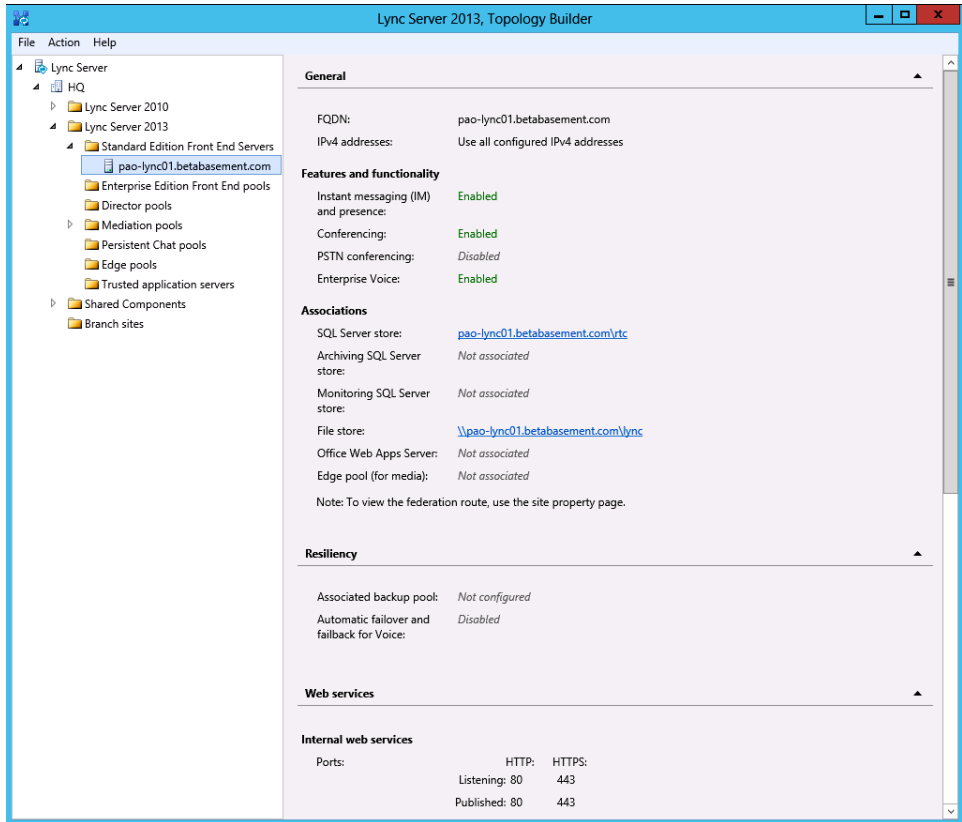 Lync Server 2013, Topology Builder
File Action Help
Lync Server
HQ
Lync Server 2010
Lync Server 2013
Standard Edition Front End Servers
pao-lync01.betabasement.com
Enterprise Edition Front End pools
Director pools
Mediation pools
Persistent Chat pools
Edge pools
Trusted application servers
Shared Components
Branch sites
General
FQDN: pao-lync01.betabasement.com
IPv4 addresses: Use all configured IPv4 addresses
Features and functionality
Instant messaging (IM) Enabled
and presence:
Conferencing: Enabled
PSTN conferencing: Disabled
Enterprise Voice: Enabled
Associations
SQL Server store: pao-lync01.betabasement.com\rtc
Archiving SQL Server Not associated
store:
Monitoring SQL Server Not associated
store:
File store: \\pao-lync01.betabasement.com\lync
Office Web Apps Server: Not associated
Edge pool (for media): Not associated
Note: To view the federation route, use the site property page.
Resiliency
Associated backup pool: Not configured
Automatic failover and Disabled
failback for Voice:
Web services
Internal web services
Ports: HTTP: HTTPS:
Listening: 80 443
Published: 80 443